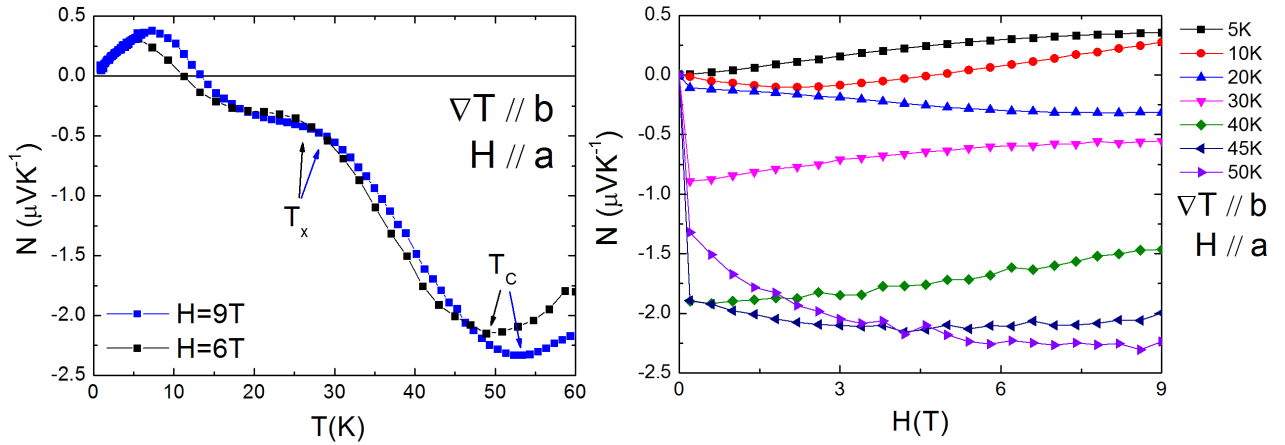 0.5
0.0
-0.5
-1.0
-1.5
-2.0
-2.5
N (μVK⁻¹)
∇T // b
H // a
Tₓ
T_C
H=9T
H=6T
0 10 20 30 40 50 60
T(K)
0.5
0.0
-0.5
-1.0
-1.5
-2.0
-2.5
N (μVK⁻¹)
0 3 6 9
H(T)
5K
10K
20K
30K
40K
45K
50K
∇T // b
H // a